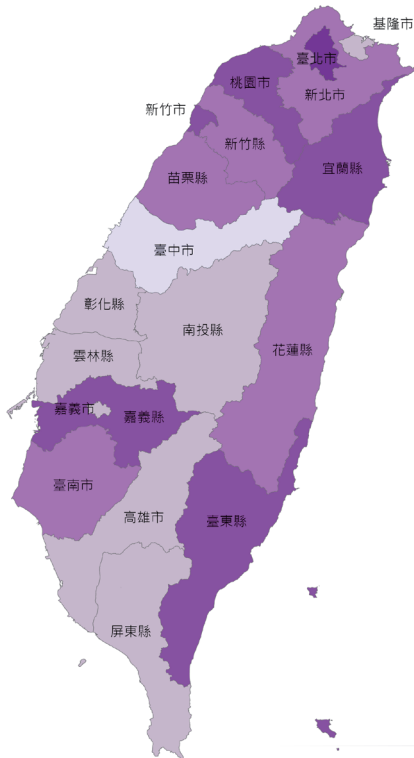 基隆市
臺北市
桃園市
新北市
新竹市
新竹縣
宜蘭縣
苗栗縣
臺中市
彰化縣
南投縣
花蓮縣
雲林縣
嘉義市
嘉義縣
臺南市
高雄市
臺東縣
屏東縣